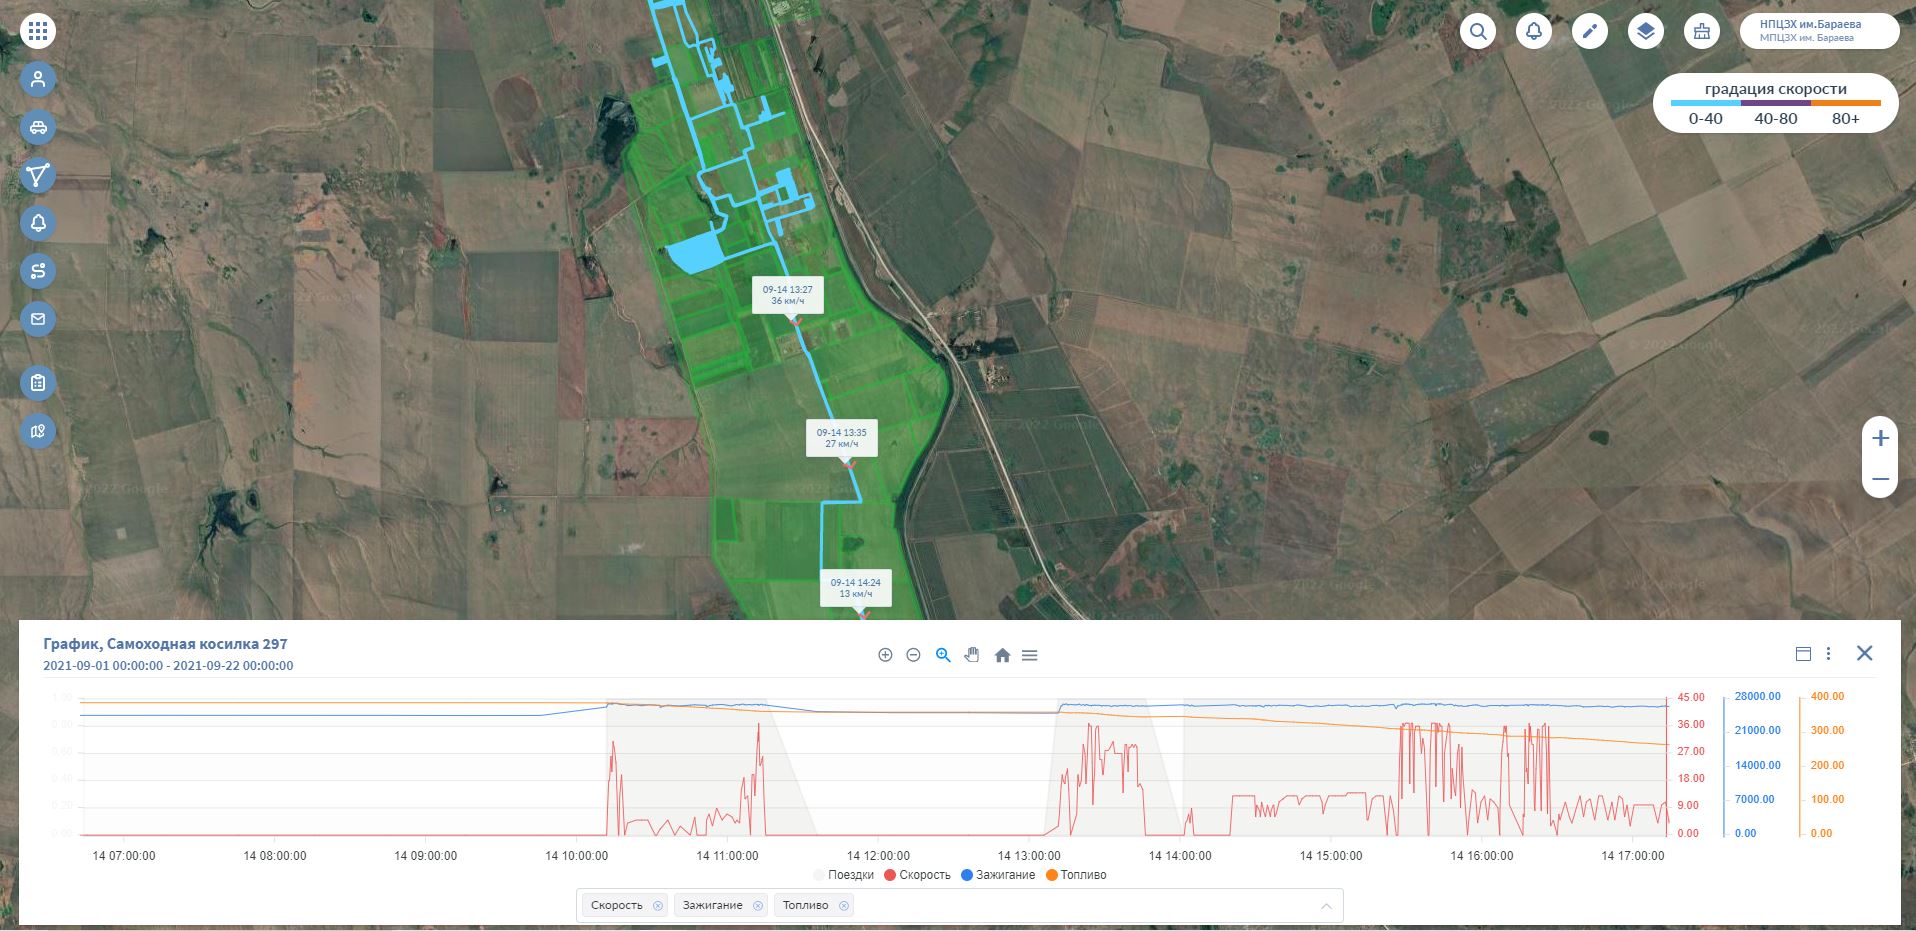 НПЦЗХ им.Бараева
МПЦЗХ им. Бараева
градация скорости
0-40 40-80 80+
09-14 13:27
36 км/ч
09-14 13:35
27 км/ч
09-14 14:24
13 км/ч
График, Самоходная косилка 297
2021-09-01 00:00:00 - 2021-09-22 00:00:00
1.00
0.80
0.60
0.40
0.20
0.00
45.00
36.00
27.00
18.00
9.00
0.00
28000.00
21000.00
14000.00
7000.00
0.00
400.00
300.00
200.00
100.00
0.00
14 07:00:00 14 08:00:00 14 09:00:00 14 10:00:00 14 11:00:00 14 12:00:00 14 13:00:00 14 14:00:00 14 15:00:00 14 16:00:00 14 17:00:00
Поездки Скорость Зажигание Топливо
Скорость Зажигание Топливо